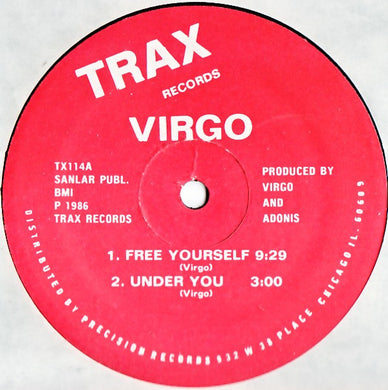 TRAX
RECORDS
VIRGO
TX114A
SANLAR PUBL.
BMI
P 1986
TRAX RECORDS
PRODUCED BY
VIRGO
AND
ADONIS
1. FREE YOURSELF 9:29
(Virgo)
2. UNDER YOU 3:00
(Virgo)
DISTRIBUTED BY PRECISION RECORDS 932 W 38 PLACE CHICAGO IL. 60609